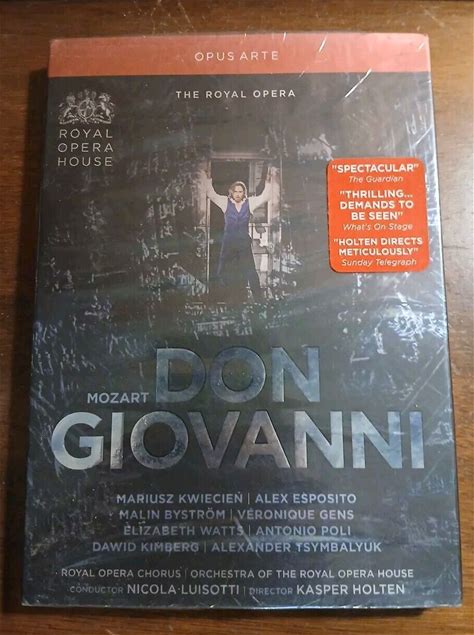 OPUS ARTE
ROYAL
OPERA
HOUSE
THE ROYAL OPERA
"SPECTACULAR"
The Guardian
"THRILLING...
DEMANDS TO
BE SEEN"
What's On Stage
"HOLTEN DIRECTS
METICULOUSLY"
Sunday Telegraph
MOZART DON
GIOVANNI
MARIUSZ KWIECIEŃ | ALEX ESPOSITO
MALIN BYSTRÖM | VÉRONIQUE GENS
ELIZABETH WATTS | ANTONIO POLI
DAWID KIMBERG | ALEXANDER TSYMBALYUK
ROYAL OPERA CHORUS | ORCHESTRA OF THE ROYAL OPERA HOUSE
CONDUCTOR NICOLA LUISOTTI | DIRECTOR KASPER HOLTEN